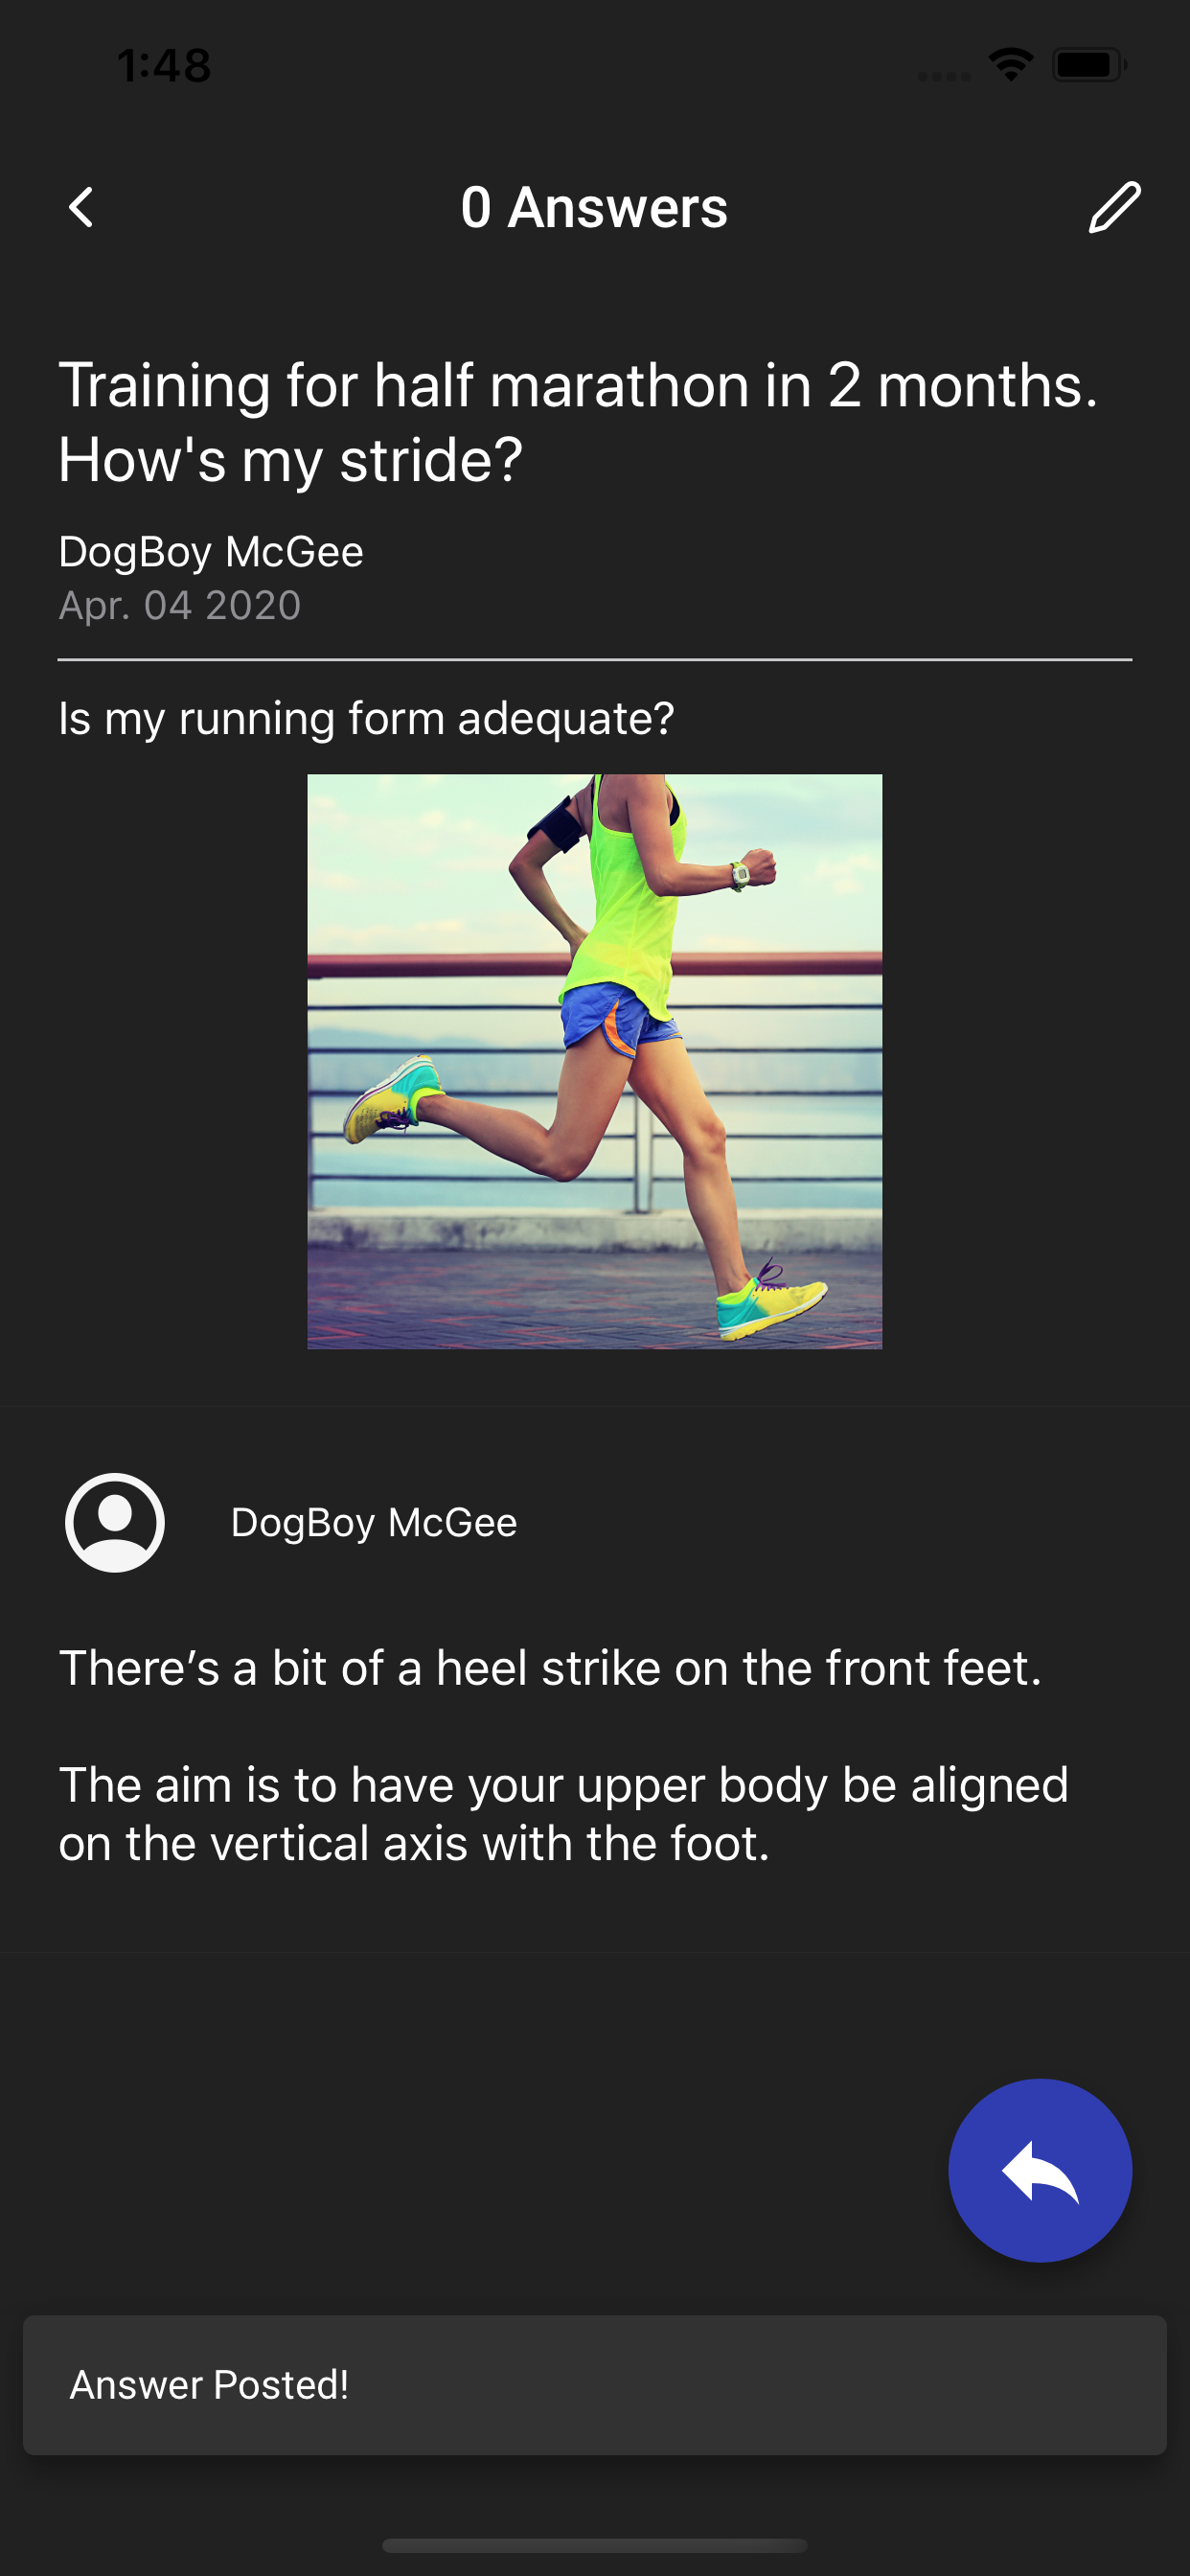 1:48
0 Answers
Training for half marathon in 2 months.
How's my stride?
DogBoy McGee
Apr. 04 2020
Is my running form adequate?
DogBoy McGee
There’s a bit of a heel strike on the front feet.
The aim is to have your upper body be aligned
on the vertical axis with the foot.
Answer Posted!